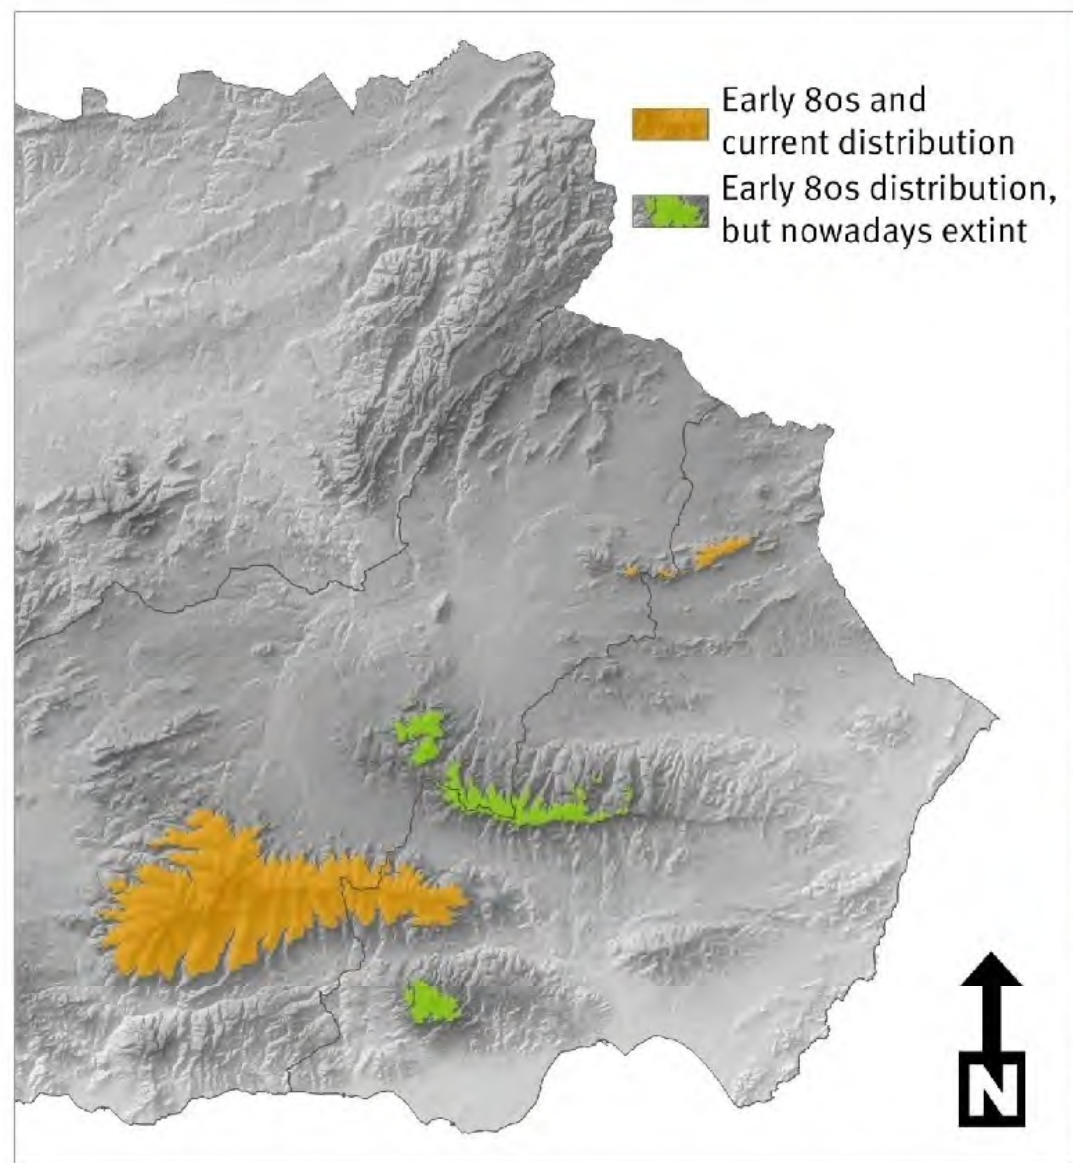 Early 80s and
current distribution
Early 80s distribution,
but nowadays extint
N